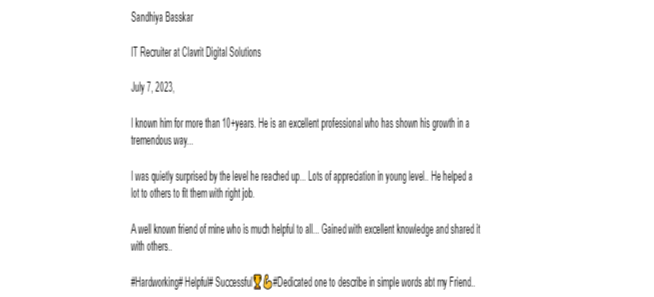 Sandhiya Basskar
IT Recruiter at Clavrit Digital Solutions
July 7, 2023,
I known him for more than 10+years. He is an excellent professional who has shown his growth in a
tremendous way...
I was quietly surprised by the level he reached up... Lots of appreciation in young level.. He helped a
lot to others to fit them with right job.
A well known friend of mine who is much helpful to all... Gained with excellent knowledge and shared it
with others..
#Hardworking# Helpful# Successful🏆💪#Dedicated one to describe in simple words abt my Friend..